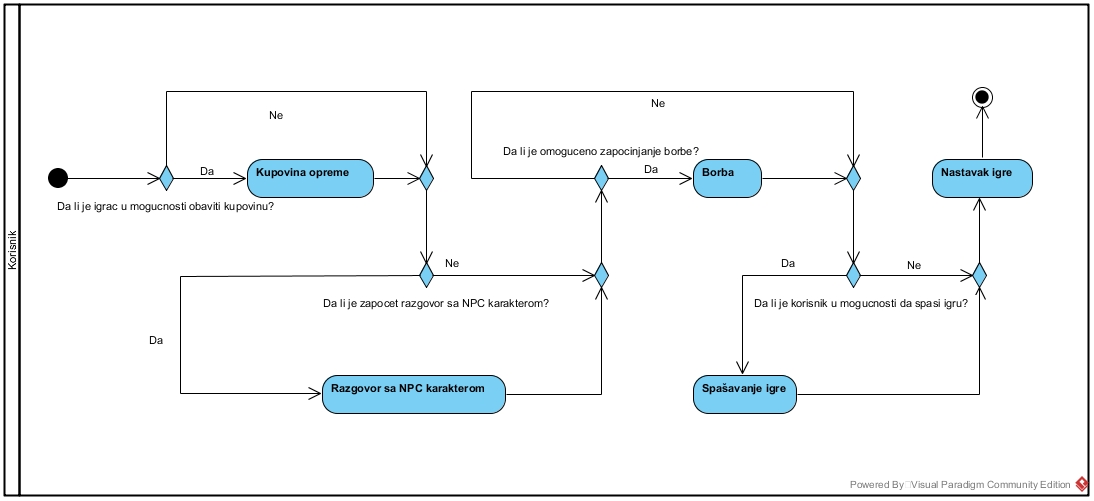 Korisnik
Ne
Da
Kupovina opreme
Da li je igrac u mogucnosti obaviti kupovinu?
Ne
Da li je zapocet razgovor sa NPC karakterom?
Da
Razgovor sa NPC karakterom
Ne
Da li je omoguceno zapocinjanje borbe?
Da
Borba
Da
Ne
Da li je korisnik u mogucnosti da spasi igru?
Spašavanje igre
Nastavak igre
Powered By Visual Paradigm Community Edition